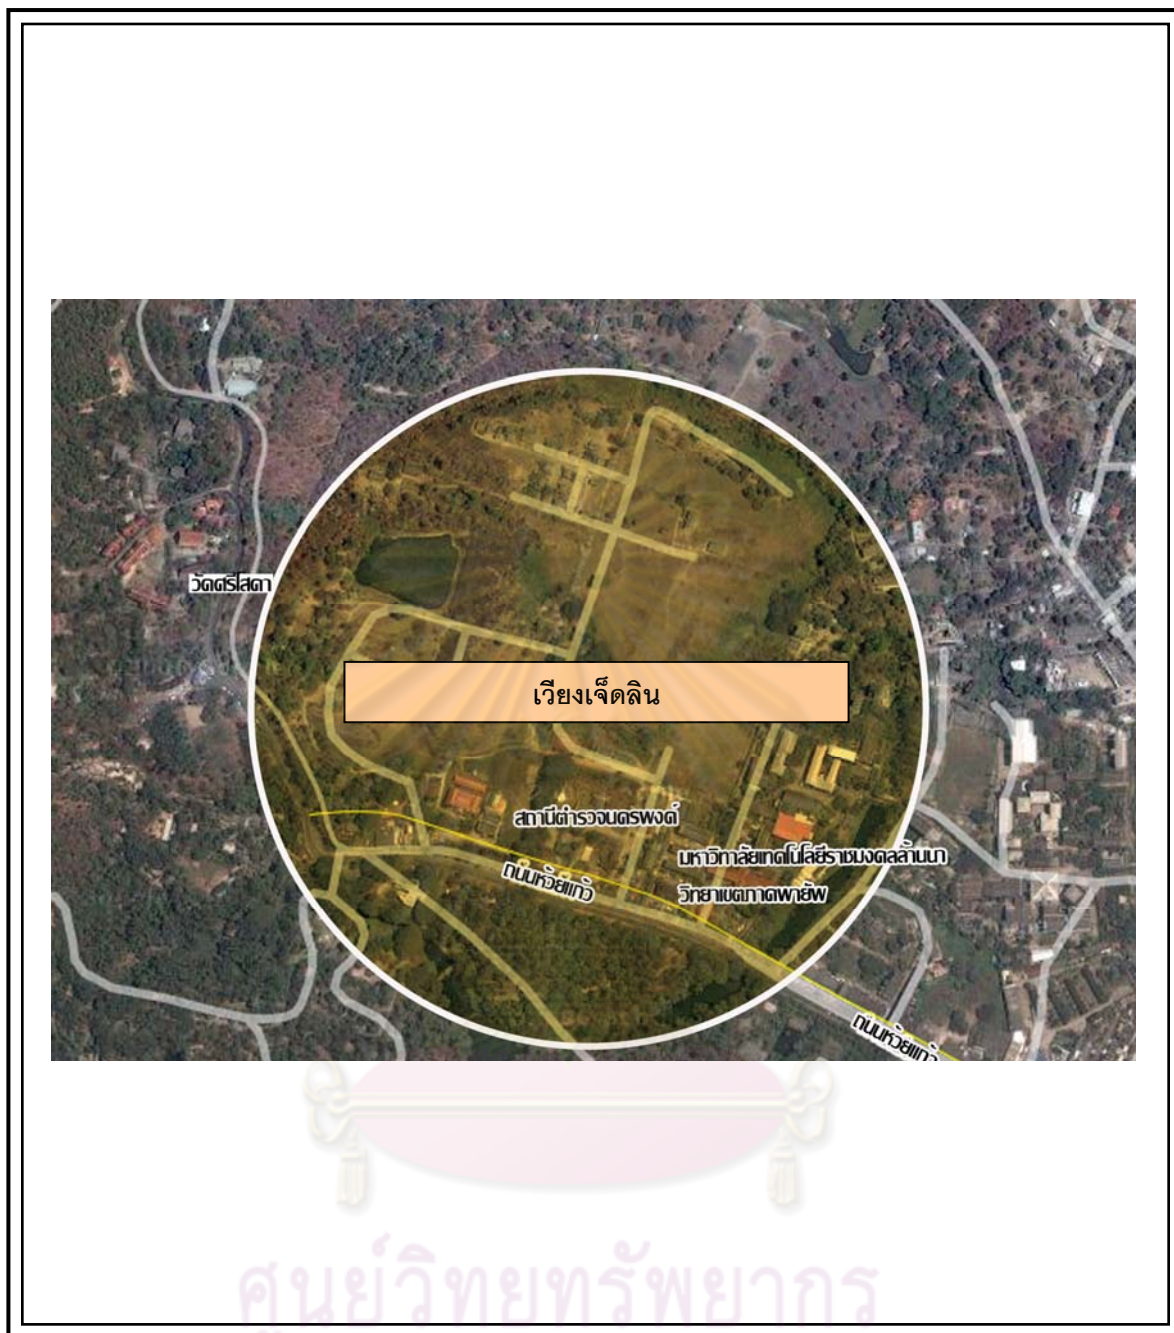 วัดศรีโสดา
เวียงเจ็ดลิน
สถานีตำรวจนครพงค์
มหาวิทาลัยเทคโนโลยีราชมงคลล้านนา
วิทยาเขตภาคพายัพ
ถนนห้วยแก้ว
ถนนห้วยแก้ว
ศูนย์วิทยทรัพยากร